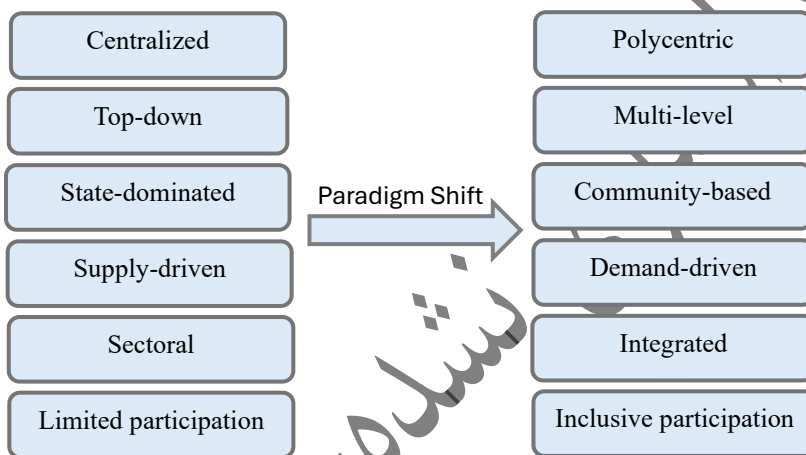 Centralized
Top-down
State-dominated
Supply-driven
Sectoral
Limited participation
Paradigm Shift
Polycentric
Multi-level
Community-based
Demand-driven
Integrated
Inclusive participation
نشده